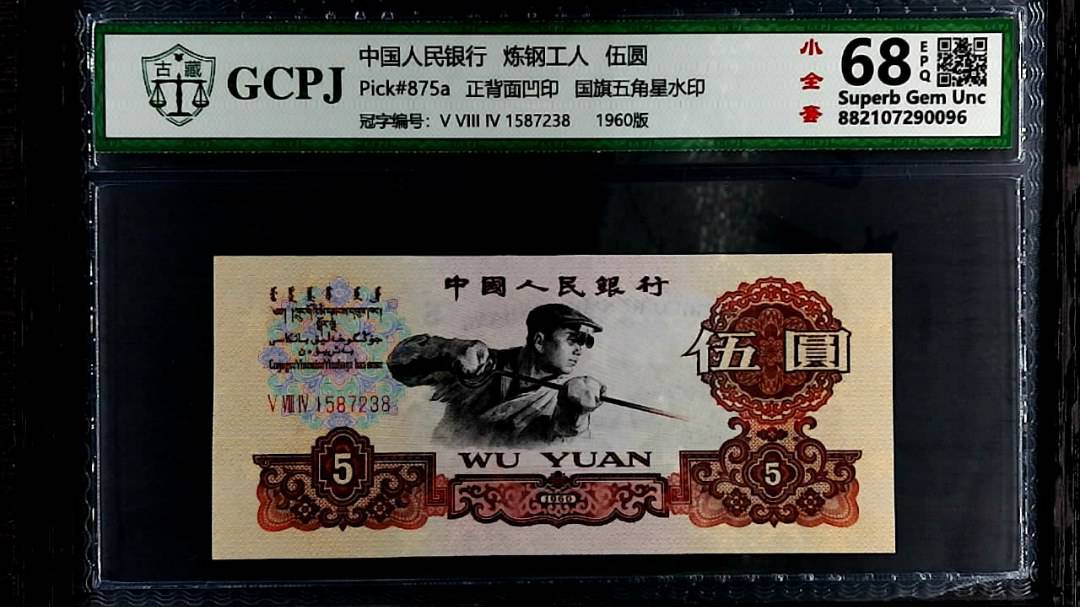 古藏
GCPJ
中国人民银行 炼钢工人 伍圆
Pick#875a 正背面凹印 国旗五角星水印
冠字编号: V VIII IV 1587238 1960版
小全套
68
EPQ
Superb Gem Unc
882107290096
中國人民銀行
伍圓
V VIII IV 1587238
5
WU YUAN
1960
5